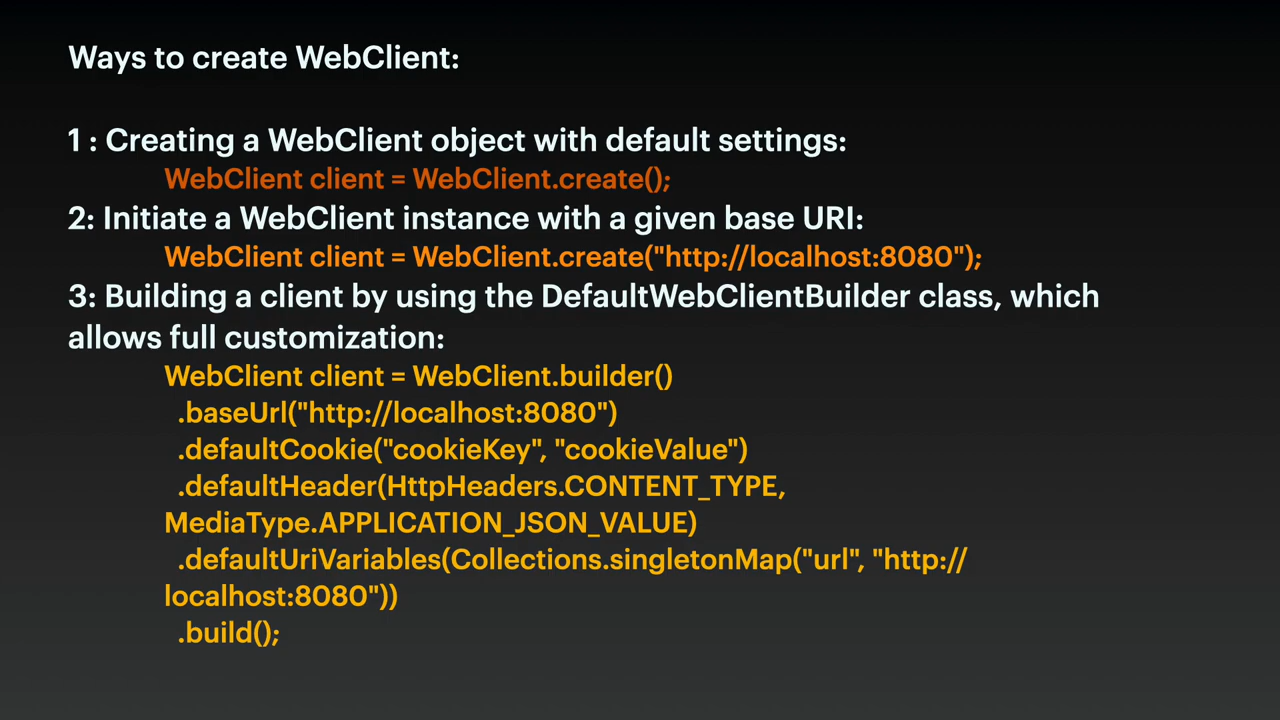 Ways to create WebClient:
1 : Creating a WebClient object with default settings:
WebClient client = WebClient.create();
2: Initiate a WebClient instance with a given base URI:
WebClient client = WebClient.create("http://localhost:8080");
3: Building a client by using the DefaultWebClientBuilder class, which
allows full customization:
WebClient client = WebClient.builder()
.baseUrl("http://localhost:8080")
.defaultCookie("cookieKey", "cookieValue")
.defaultHeader(HttpHeaders.CONTENT_TYPE,
MediaType.APPLICATION_JSON_VALUE)
.defaultUriVariables(Collections.singletonMap("url", "http://
localhost:8080"))
.build();